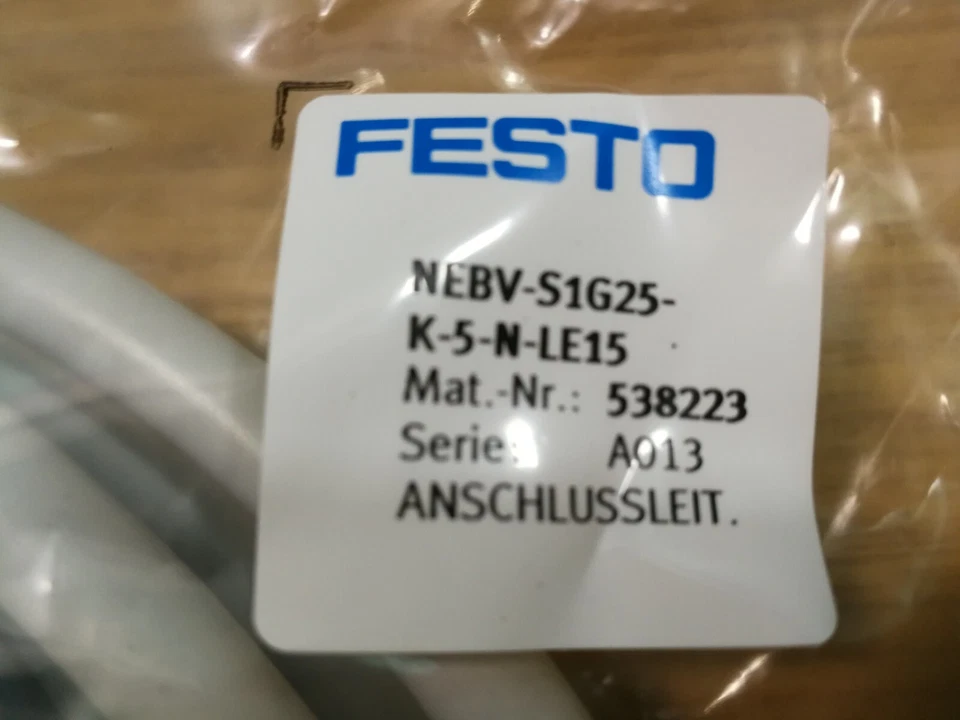 FESTO
NEBV-S1G25-
K-5-N-LE15
Mat.-Nr.: 538223
Serie: A013
ANSCHLUSSLEIT.